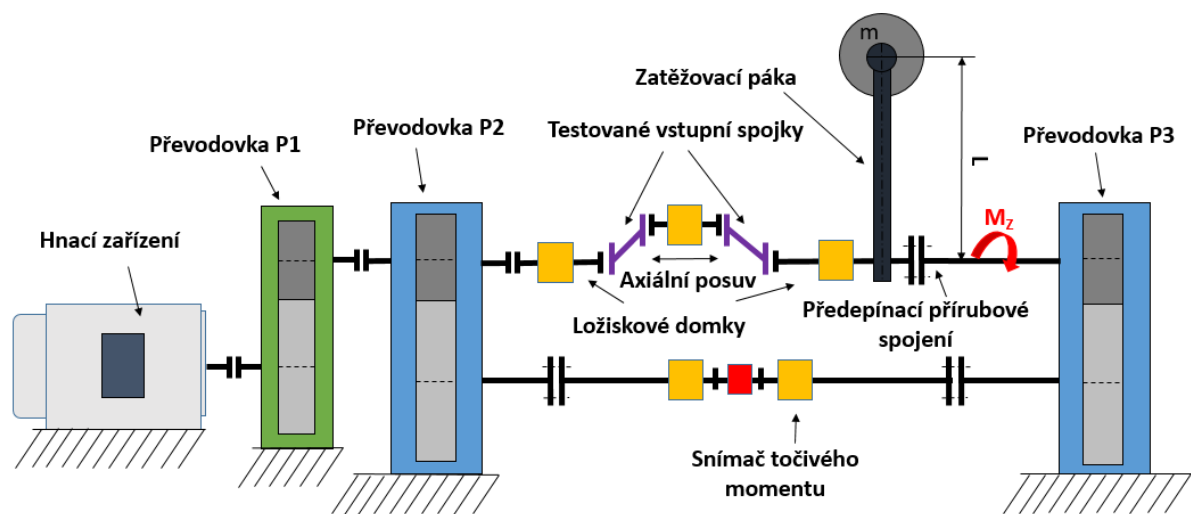 m
Zatěžovací páka
Převodovka P2
Testované vstupní spojky
Převodovka P1
Převodovka P3
L
Hnací zařízení
M_Z
Axiální posuv
Ložiskové domky
Předepínací přírubové
spojení
Snímač točivého
momentu